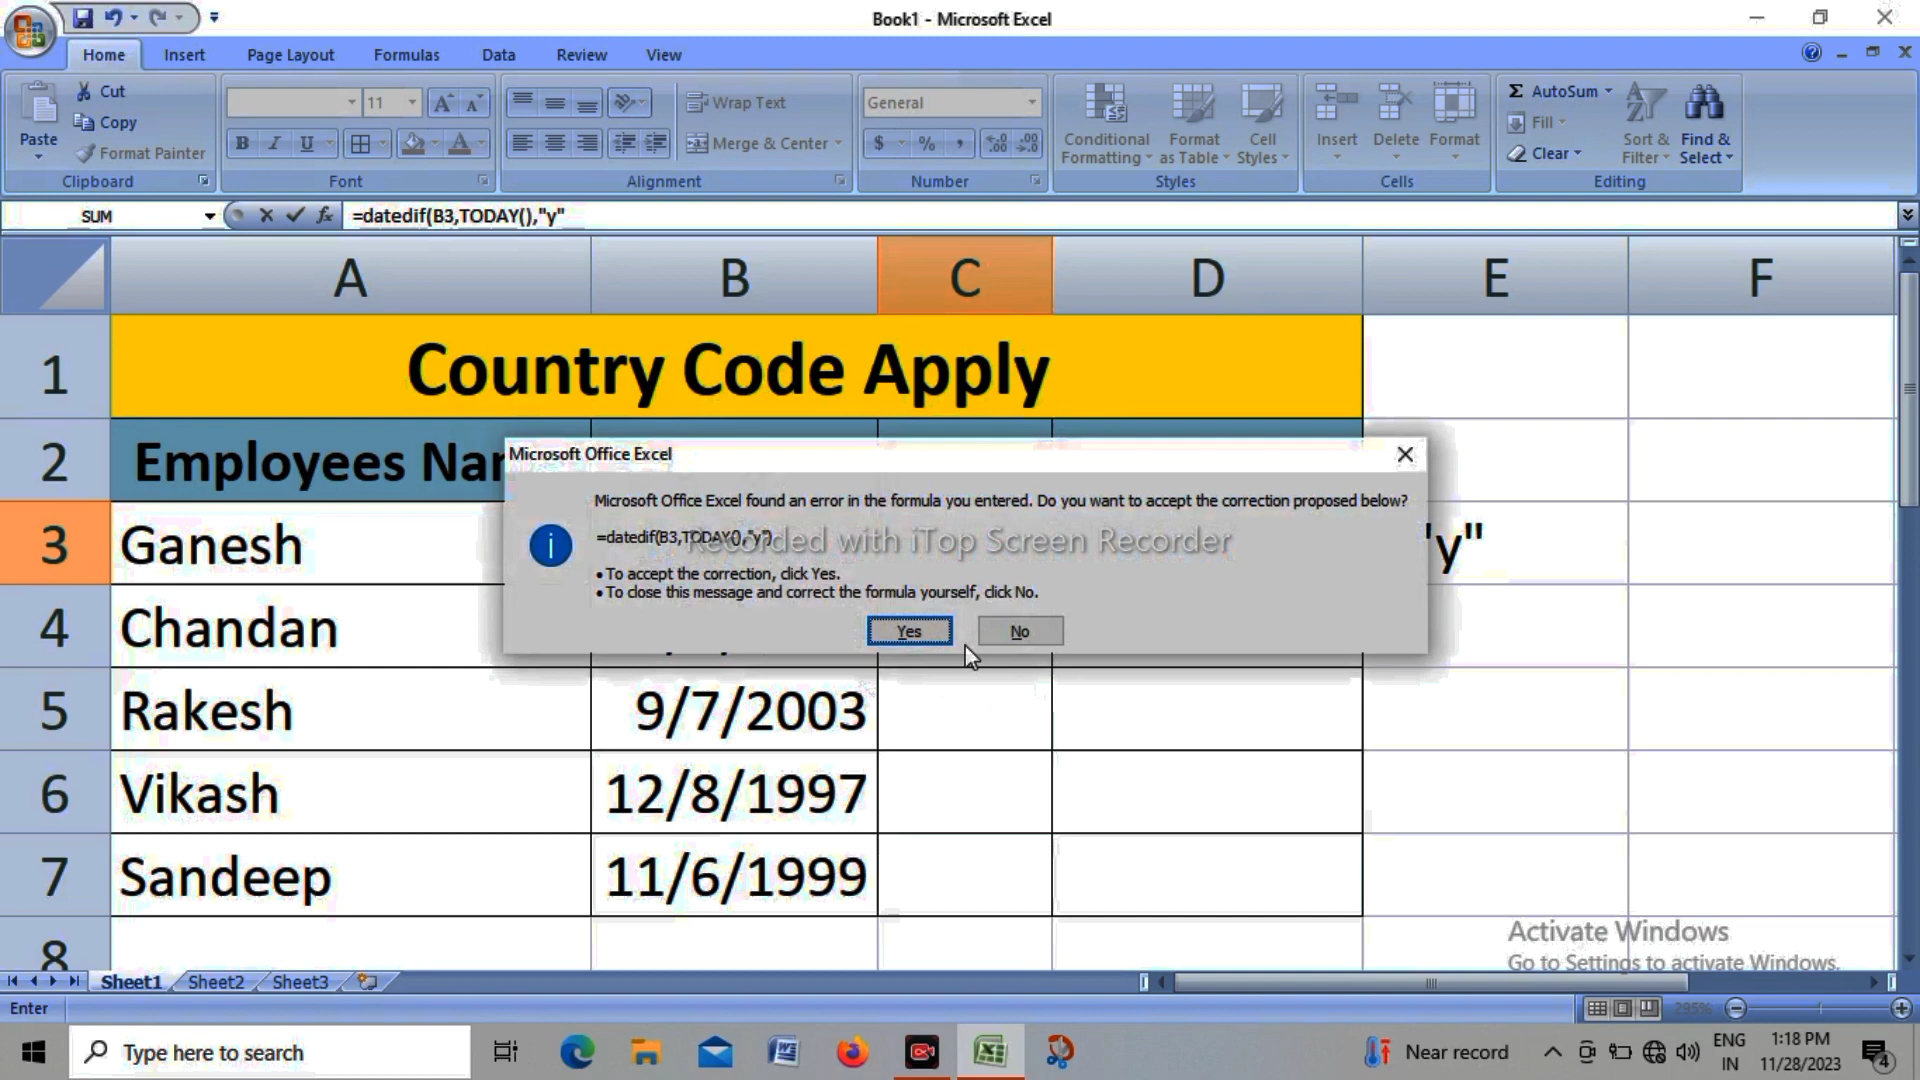 Book1 - Microsoft Excel
Home Insert Page Layout Formulas Data Review View
Paste
Cut
Copy
Format Painter
Clipboard
11
A A
B I U A
Font
Wrap Text
Merge & Center
Alignment
General
$ % ,
Number
Conditional Formatting
Format as Table
Cell Styles
Styles
Insert Delete Format
Cells
AutoSum
Fill
Clear
Sort & Filter
Find & Select
Editing
SUM
fx
=datedif(B3,TODAY(),"y"
A B C D E F
1 Country Code Apply
2 Employees Na
3 Ganesh "y"
4 Chandan
5 Rakesh 9/7/2003
6 Vikash 12/8/1997
7 Sandeep 11/6/1999
8
Microsoft Office Excel
Microsoft Office Excel found an error in the formula you entered. Do you want to accept the correction proposed below?
=datedif(B3,TODAY(),"y")
Recorded with iTop Screen Recorder
• To accept the correction, click Yes.
• To close this message and correct the formula yourself, click No.
Yes No
Activate Windows
Go to Settings to activate Windows.
Sheet1 Sheet2 Sheet3
Enter
295%
Type here to search
Near record
ENG
IN
1:18 PM
11/28/2023
4